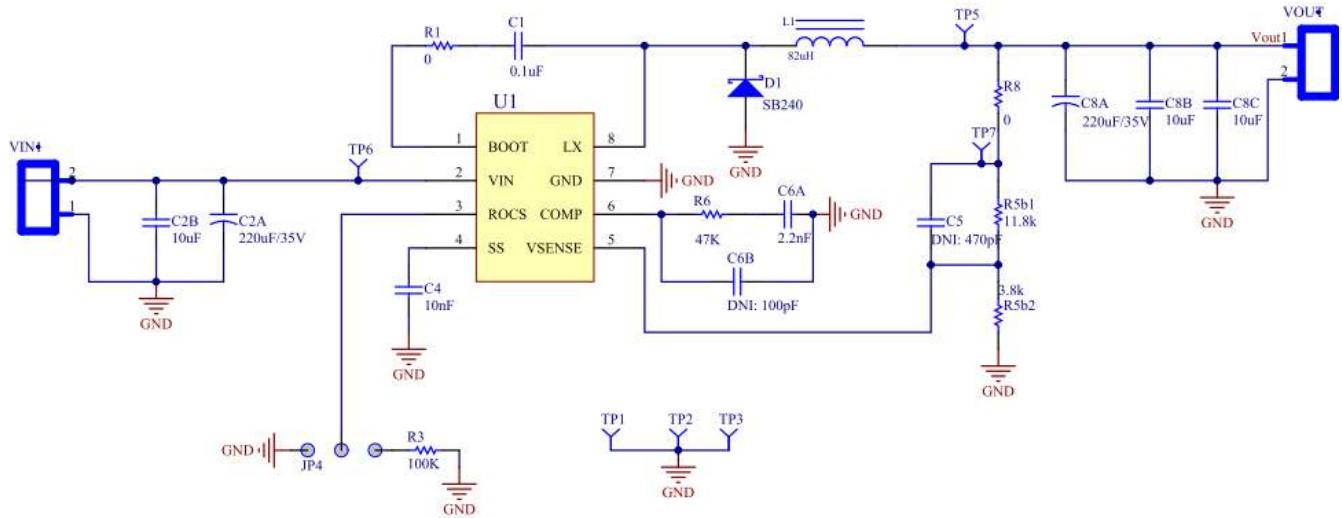 L1
TP5
VOUT
R1
C1
Vout1
0
0.1uF
82uH
2
D1
SB240
R8
0
C8A
220uF/35V
C8B
10uF
C8C
10uF
U1
GND
TP7
1
BOOT
LX
8
VIN
TP6
2
VIN
GND
7
GND
C6A
GND
2
1
C2B
10uF
C2A
220uF/35V
3
ROCS
COMP
6
R6
47K
2.2nF
GND
C5
DNI: 470pF
R5b1
11.8k
4
SS
VSENSE
5
C6B
DNI: 100pF
C4
10nF
3.8k
R5b2
GND
GND
GND
TP1
TP2
TP3
GND
JP4
R3
100K
GND
GND